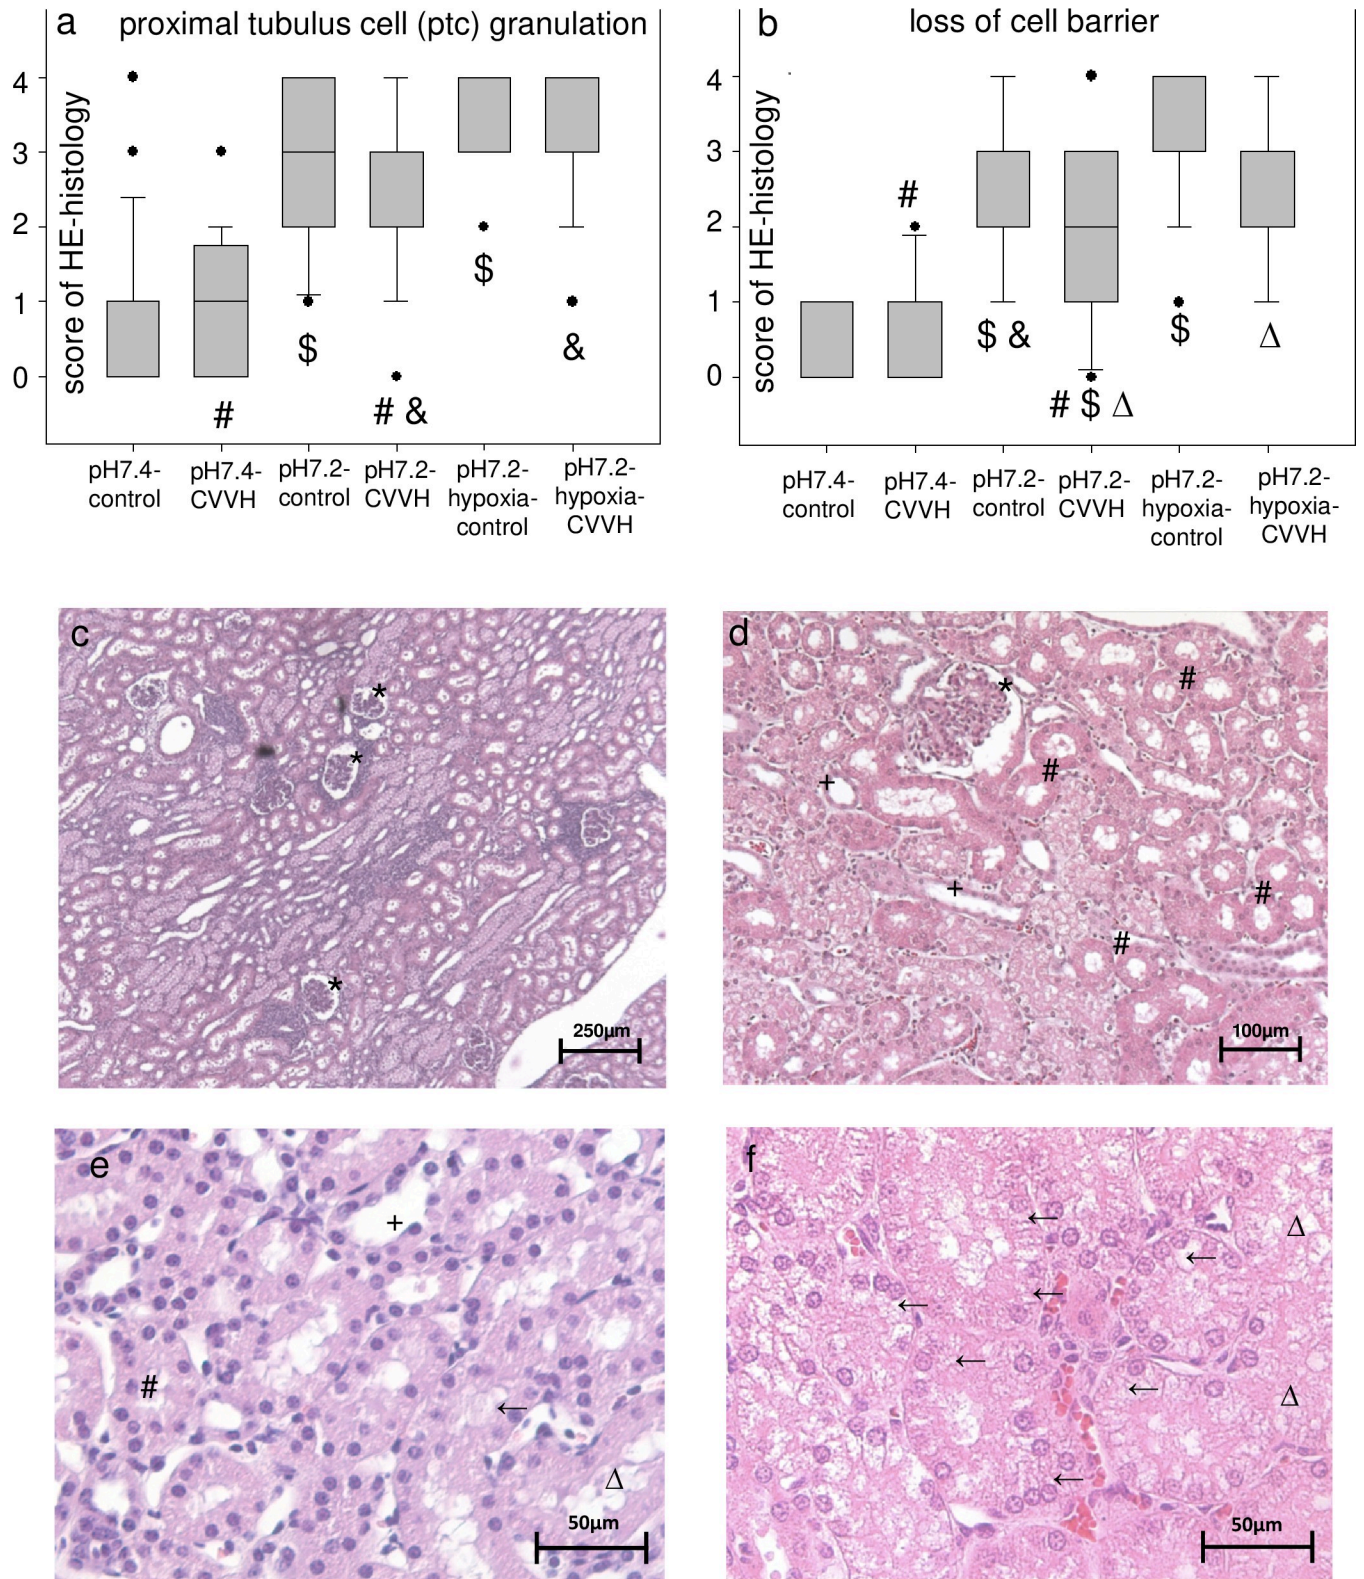 a proximal tubulus cell (ptc) granulation
score of HE-histology
4
3
2
1
0
$
&
$
#
# &
pH7.4-
control
pH7.4-
CVVH
pH7.2-
control
pH7.2-
CVVH
pH7.2-
hypoxia-
control
pH7.2-
hypoxia-
CVVH
b loss of cell barrier
score of HE-histology
4
3
2
1
0
#
$ &
$
Δ
# $ Δ
pH7.4-
control
pH7.4-
CVVH
pH7.2-
control
pH7.2-
CVVH
pH7.2-
hypoxia-
control
pH7.2-
hypoxia-
CVVH
c
*
*
*
250µm
d
*
#
#
+
+
#
#
100µm
e
+
#
←
Δ
50µm
f
←
Δ
←
←
←
←
←
Δ
←
50µm